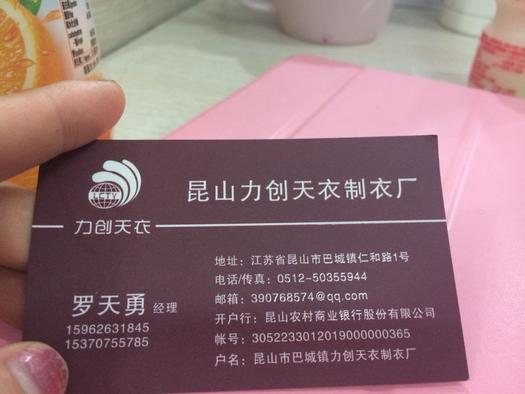 LCTY
力创天衣
昆山力创天衣制衣厂
罗天勇 经理
15962631845
15370755785
地址：江苏省昆山市巴城镇仁和路1号
电话/传真：0512-50355944
邮箱：390768574@qq.com
开户行：昆山农村商业银行股份有限公司
帐号：3052233012019000000365
户名：昆山市巴城镇力创天衣制衣厂